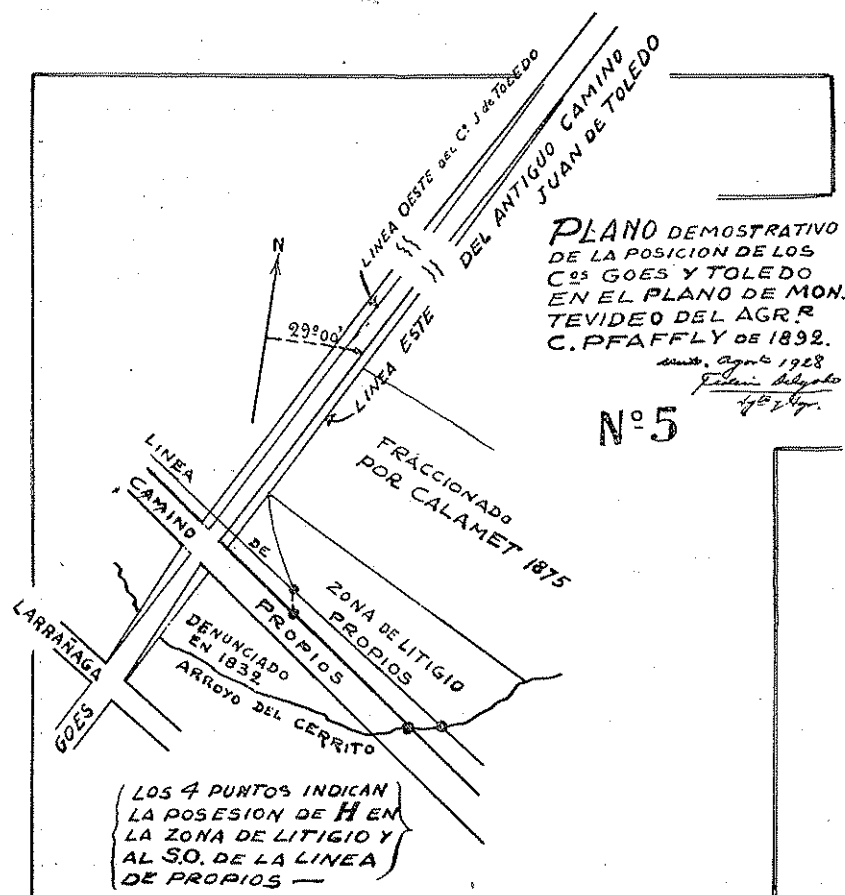 LINEA OESTE DEL Cº J de TOLEDO
DEL ANTIGUO CAMINO
JUAN DE TOLEDO
PLANO DEMOSTRATIVO
DE LA POSICION DE LOS
Cºs GOES Y TOLEDO
EN EL PLANO DE MON.
TEVIDEO DEL AGR.R
C. PFAFFLY DE 1892.
1928
Nº 5
N
29º00'
LINEA ESTE
LINEA DE PROPIOS
CAMINO
FRACCIONADO
POR CALAMET 1875
ZONA DE LITIGIO
PROPIOS
DENUNCIADO
EN 1832
ARROYO DEL CERRITO
LARRAÑAGA
GOES
LOS 4 PUNTOS INDICAN
LA POSESION DE H EN
LA ZONA DE LITIGIO Y
AL S.O. DE LA LINEA
DE PROPIOS —